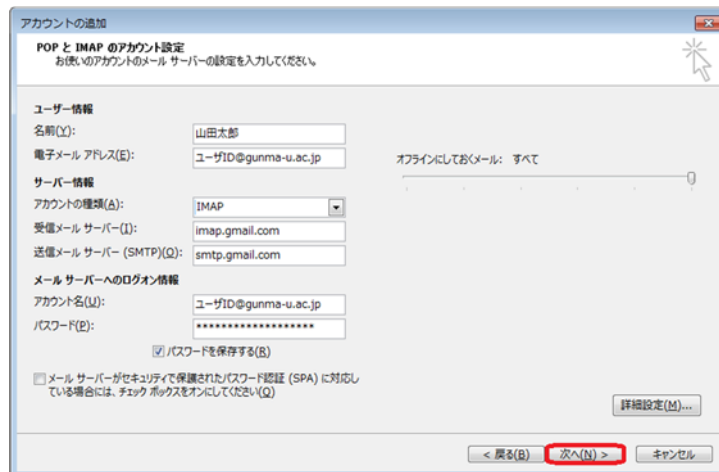 アカウントの追加
POP と IMAP のアカウント設定
お使いのアカウントのメール サーバーの設定を入力してください。
ユーザー情報
名前(Y):
山田太郎
電子メール アドレス(E):
ユーザID@gunma-u.ac.jp
オフラインにしておくメール: すべて
サーバー情報
アカウントの種類(A):
IMAP
受信メール サーバー(I):
imap.gmail.com
送信メール サーバー (SMTP)(O):
smtp.gmail.com
メール サーバーへのログオン情報
アカウント名(U):
ユーザID@gunma-u.ac.jp
パスワード(P):
*******************
パスワードを保存する(R)
メール サーバーがセキュリティで保護されたパスワード認証 (SPA) に対応し
ている場合には、チェック ボックスをオンにしてください(Q)
詳細設定(M)...
< 戻る(B)
次へ(N) >
キャンセル